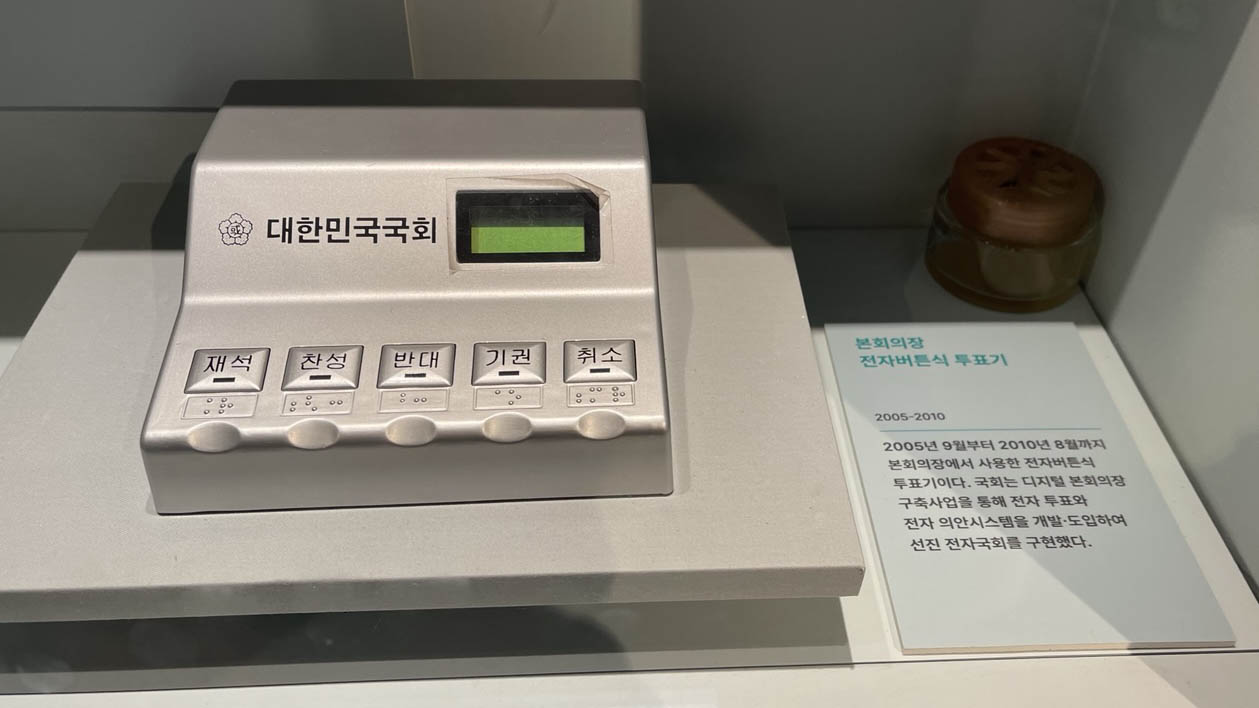 대한민국국회
재석
찬성
반대
기권
취소
본회의장
전자버튼식 투표기
2005-2010
2005년 9월부터 2010년 8월까지
본회의장에서 사용한 전자버튼식
투표기이다. 국회는 디지털 본회의장
구축사업을 통해 전자 투표와
전자 의안시스템을 개발·도입하여
선진 전자국회를 구현했다.